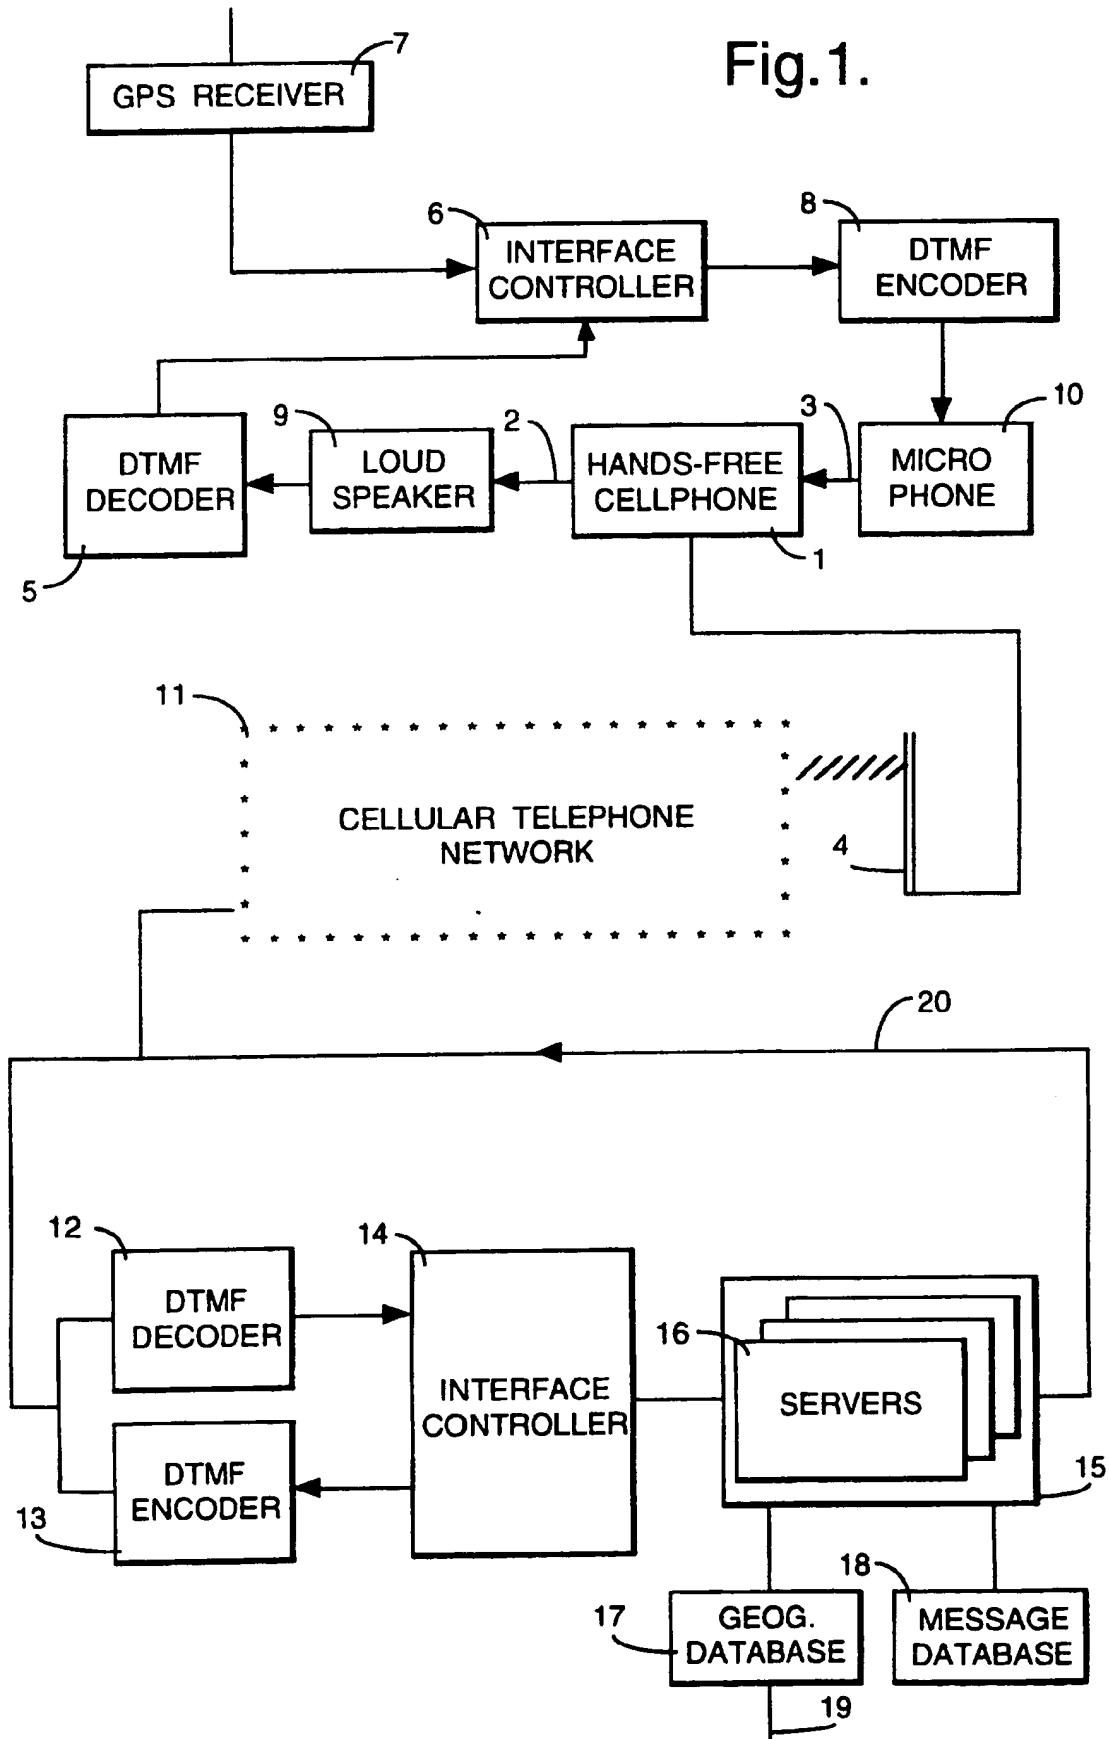 Fig.1.
7
GPS RECEIVER
6
INTERFACE
CONTROLLER
8
DTMF
ENCODER
5
DTMF
DECODER
9
LOUD
SPEAKER
2
HANDS-FREE
CELLPHONE
1
3
10
MICRO
PHONE
11
CELLULAR TELEPHONE
NETWORK
4
20
12
DTMF
DECODER
14
INTERFACE
CONTROLLER
16
SERVERS
15
13
DTMF
ENCODER
17
GEOG.
DATABASE
18
MESSAGE
DATABASE
19